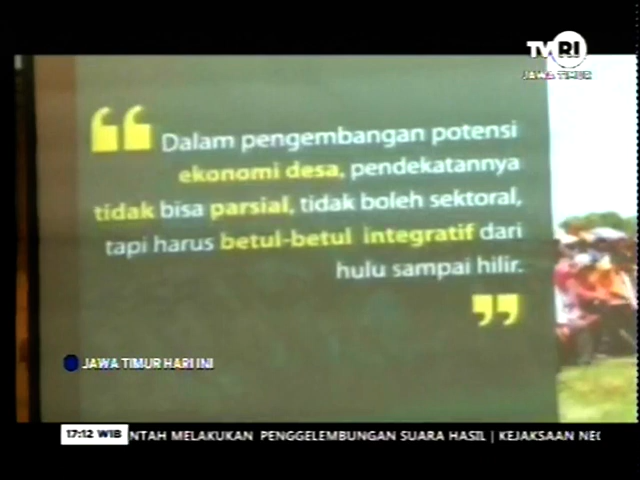 TVRI
JAWA TIMUR
“ Dalam pengembangan potensi
ekonomi desa, pendekatannya
tidak bisa parsial, tidak boleh sektoral,
tapi harus betul-betul integratif dari
hulu sampai hilir.
”
JAWA TIMUR HARI INI
17:12 WIB NTAH MELAKUKAN PENGGELEMBUNGAN SUARA HASIL | KEJAKSAAN NEG